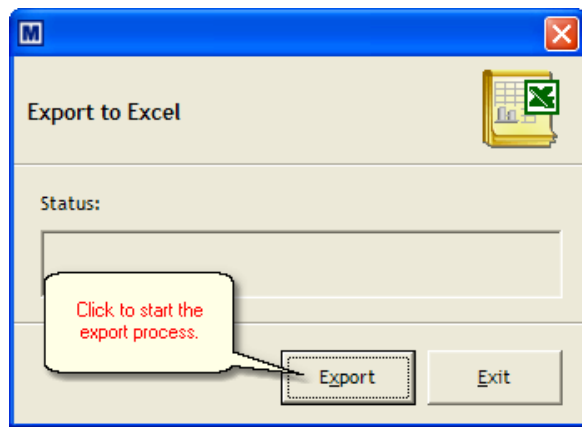 M
Export to Excel
Status:
Click to start the
export process.
Export
Exit